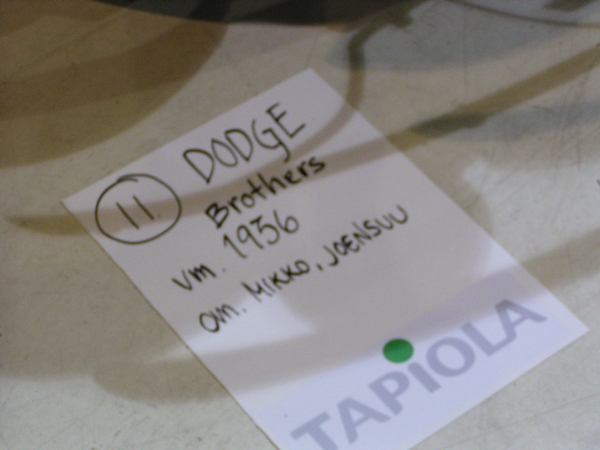 11. DODGE
Brothers
vm. 1936
om. MIKKO, JOENSUU
TAPIOLA